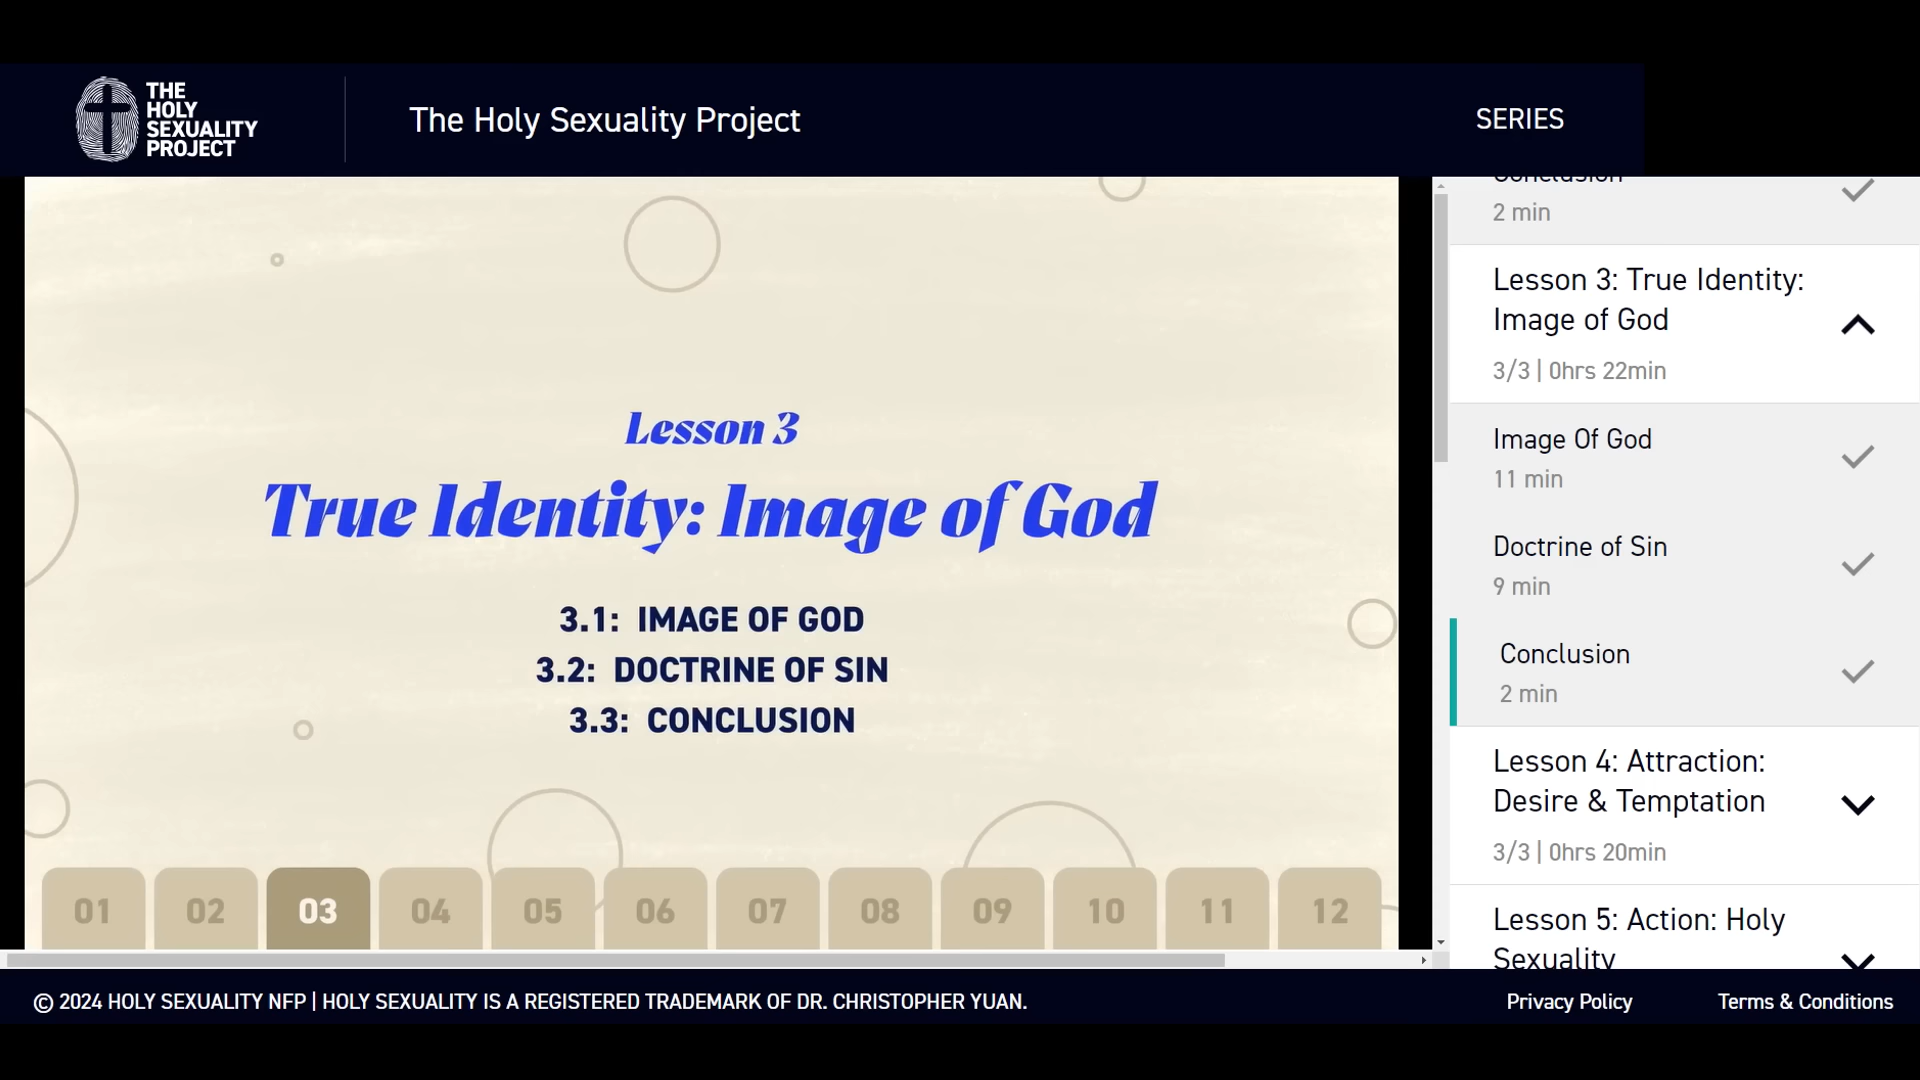 THE
HOLY
SEXUALITY
PROJECT
The Holy Sexuality Project
SERIES
Conclusion
2 min
Lesson 3: True Identity:
Image of God
3/3 | 0hrs 22min
Image Of God
11 min
Doctrine of Sin
9 min
Conclusion
2 min
Lesson 4: Attraction:
Desire & Temptation
3/3 | 0hrs 20min
Lesson 5: Action: Holy
Sexuality
Lesson 3
True Identity: Image of God
3.1: IMAGE OF GOD
3.2: DOCTRINE OF SIN
3.3: CONCLUSION
01 02 03 04 05 06 07 08 09 10 11 12
© 2024 HOLY SEXUALITY NFP | HOLY SEXUALITY IS A REGISTERED TRADEMARK OF DR. CHRISTOPHER YUAN.
Privacy Policy Terms & Conditions